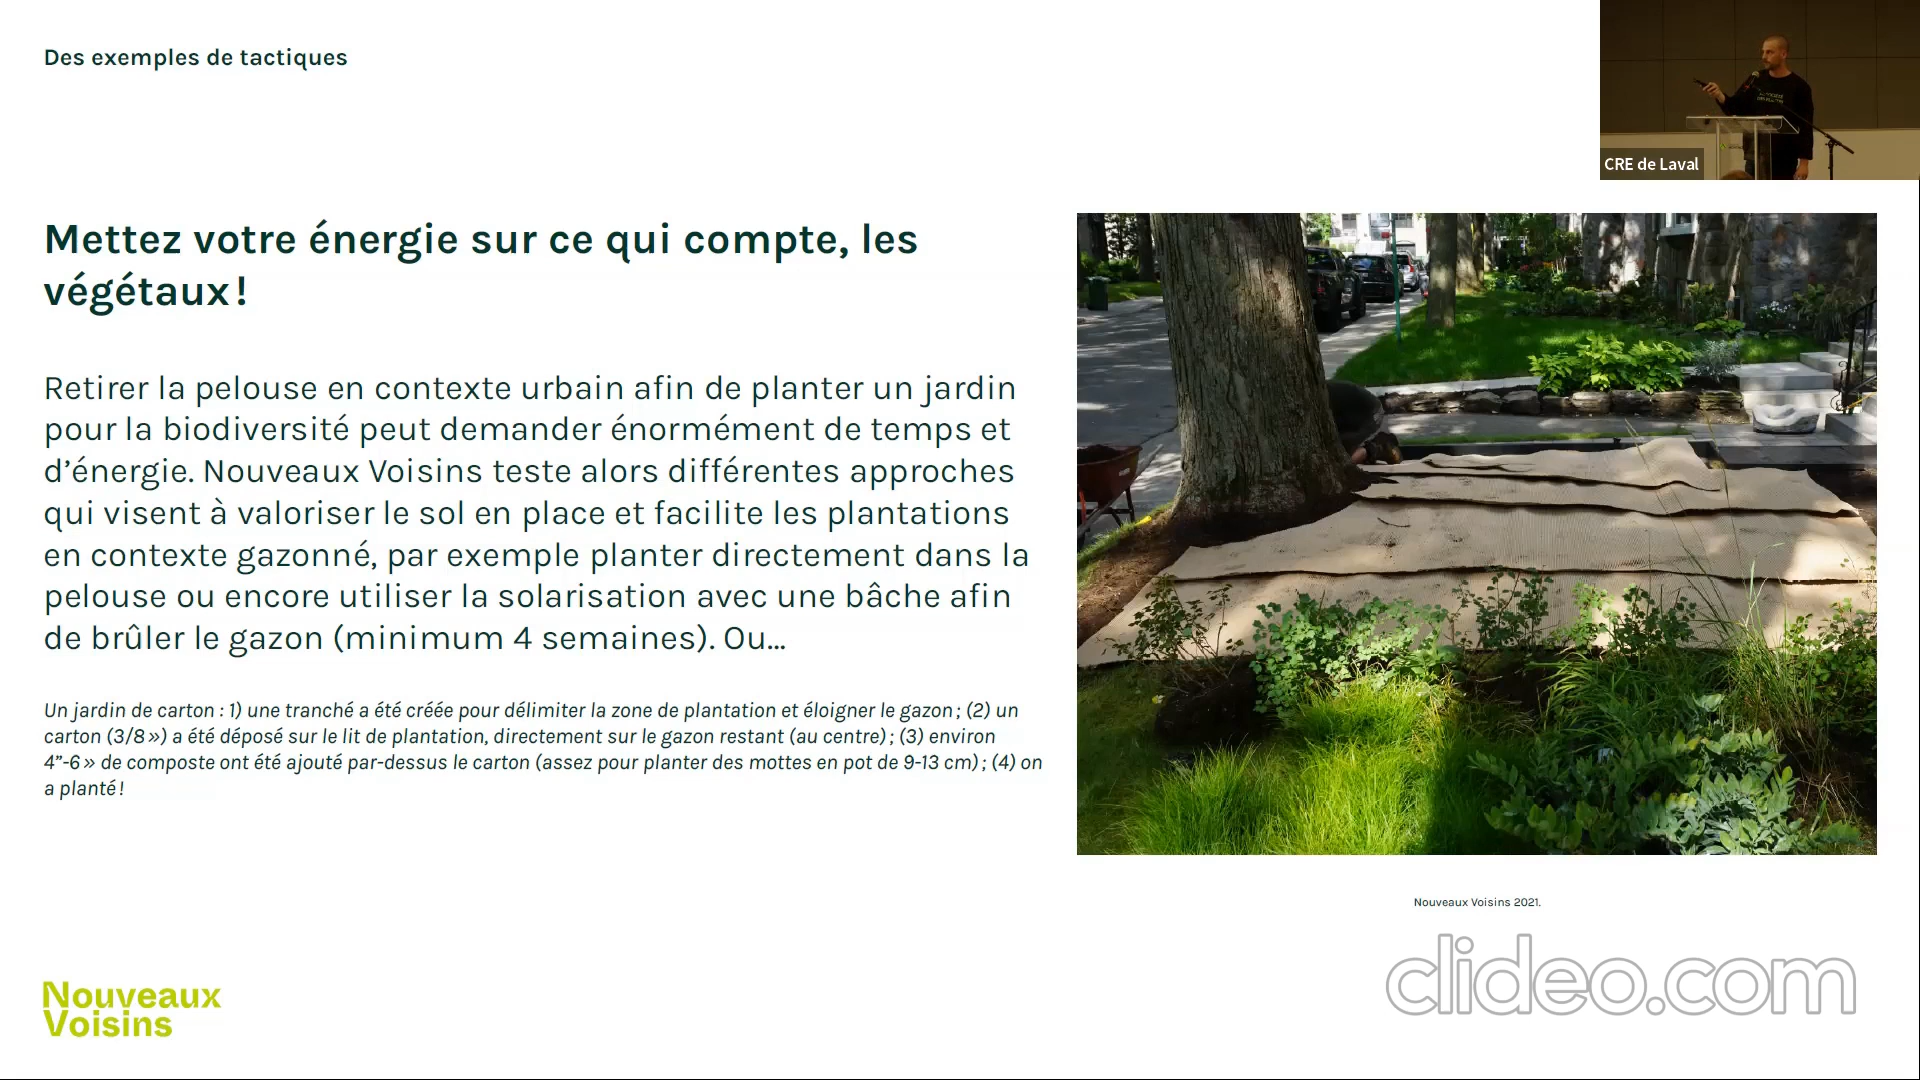 Des exemples de tactiques
CRE de Laval
Mettez votre énergie sur ce qui compte, les
végétaux !
Retirer la pelouse en contexte urbain afin de planter un jardin
pour la biodiversité peut demander énormément de temps et
d’énergie. Nouveaux Voisins teste alors différentes approches
qui visent à valoriser le sol en place et facilite les plantations
en contexte gazonné, par exemple planter directement dans la
pelouse ou encore utiliser la solarisation avec une bâche afin
de brûler le gazon (minimum 4 semaines). Ou...
Un jardin de carton : 1) une tranché a été créée pour délimiter la zone de plantation et éloigner le gazon ; (2) un
carton (3/8 ») a été déposé sur le lit de plantation, directement sur le gazon restant (au centre) ; (3) environ
4”-6 » de composte ont été ajouté par-dessus le carton (assez pour planter des mottes en pot de 9-13 cm) ; (4) on
a planté !
Nouveaux Voisins 2021.
clideo.com
Nouveaux
Voisins